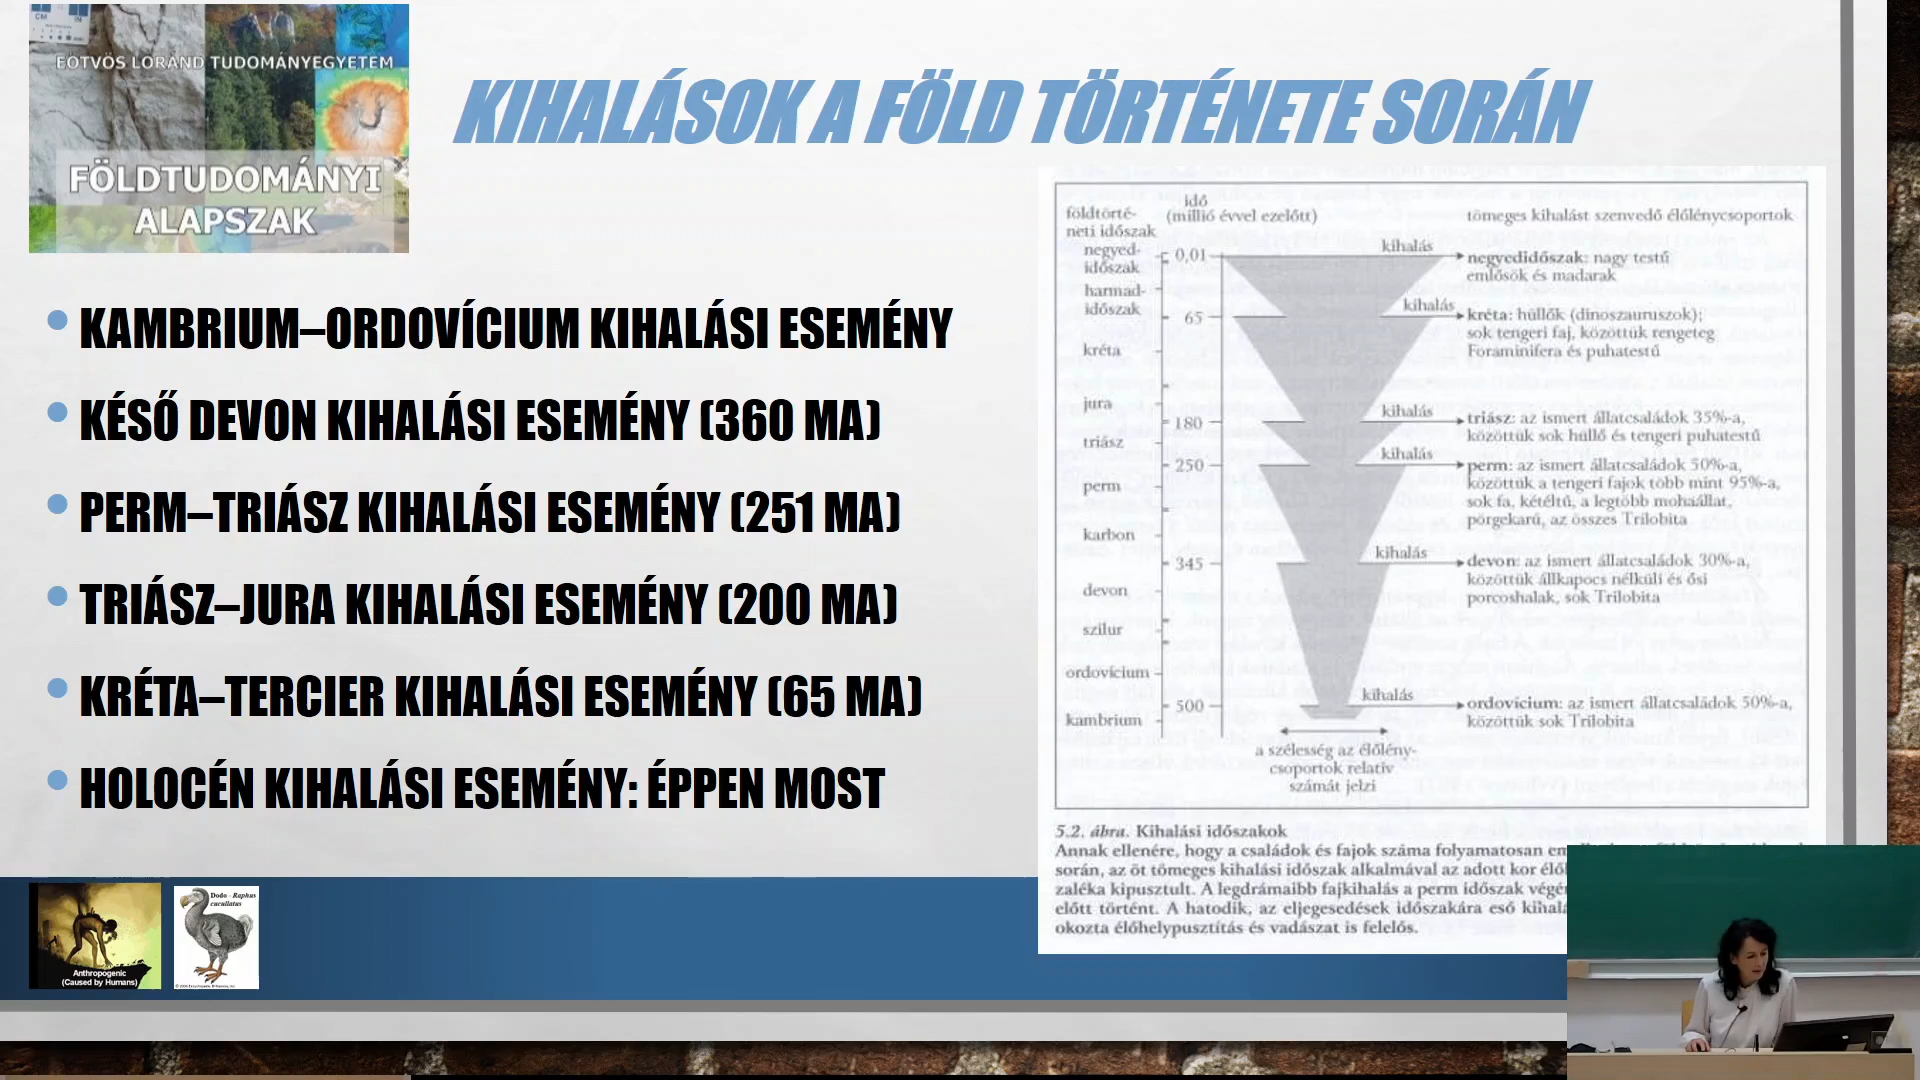 CM
IN
EÖTVÖS LORÁND TUDOMÁNYEGYETEM
FÖLDTUDOMÁNYI
ALAPSZAK
KIHALÁSOK A FÖLD TÖRTÉNETE SORÁN
• KAMBRIUM–ORDOVÍCIUM KIHALÁSI ESEMÉNY
• KÉSŐ DEVON KIHALÁSI ESEMÉNY (360 MA)
• PERM–TRIÁSZ KIHALÁSI ESEMÉNY (251 MA)
• TRIÁSZ–JURA KIHALÁSI ESEMÉNY (200 MA)
• KRÉTA–TERCIER KIHALÁSI ESEMÉNY (65 MA)
• HOLOCÉN KIHALÁSI ESEMÉNY: ÉPPEN MOST
földtörté-
neti időszak
idő
(millió évvel ezelőtt)
tömeges kihalást szenvedő élőlénycsoportok
negyed-
időszak
harmad-
időszak
kréta
jura
triász
perm
karbon
devon
szilur
ordovícium
kambrium
0,01
65
180
250
345
500
kihalás
negyedidőszak: nagy testű
emlősök és madarak
kihalás
kréta: hüllők (dinoszauruszok);
sok tengeri faj, közöttük rengeteg
Foraminifera és puhatestű
kihalás
triász: az ismert állatcsaládok 35%-a,
közöttük sok hüllő és tengeri puhatestű
kihalás
perm: az ismert állatcsaládok 50%-a,
közöttük a tengeri fajok több mint 95%-a,
sok fa, kétéltű, a legtöbb mohaállat,
pörgekarú, az összes Trilobita
kihalás
devon: az ismert állatcsaládok 30%-a,
közöttük állkapocs nélküli és ősi
porcoshalak, sok Trilobita
kihalás
ordovícium: az ismert állatcsaládok 50%-a,
közöttük sok Trilobita
a szélesség az élőlény-
csoportok relatív
számát jelzi
5.2. ábra. Kihalási időszakok
Annak ellenére, hogy a családok és fajok száma folyamatosan
során, az öt tömeges kihalási időszak alkalmával az adott kor
zaléka kipusztult. A legdrámaibb fajkihalás a perm időszak
előtt történt. A hatodik, az eljegesedések időszakára eső
okozta élőhelypusztítás és vadászat is felelős.
Anthropogenic
(Caused by Humans)
Dodo - Raphus
cucullatus